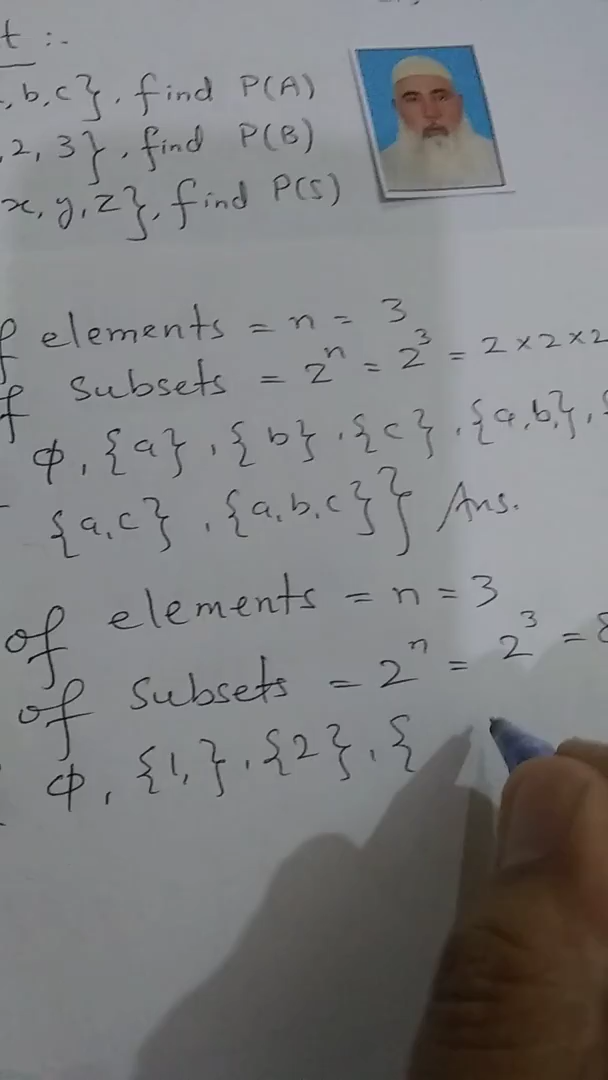 t :-
, b, c}, find P(A)
, 2, 3}, find P(B)
x, y, z}, find P(S)
f elements = n = 3
f subsets = 2ⁿ = 2³ = 2 × 2 × 2
ϕ, {a}, {b}, {c}, {a, b,},
{a, c}, {a, b, c}} Ans.
of elements = n = 3
of subsets = 2ⁿ = 2³ = 8
ϕ, {1,}, {2}, {